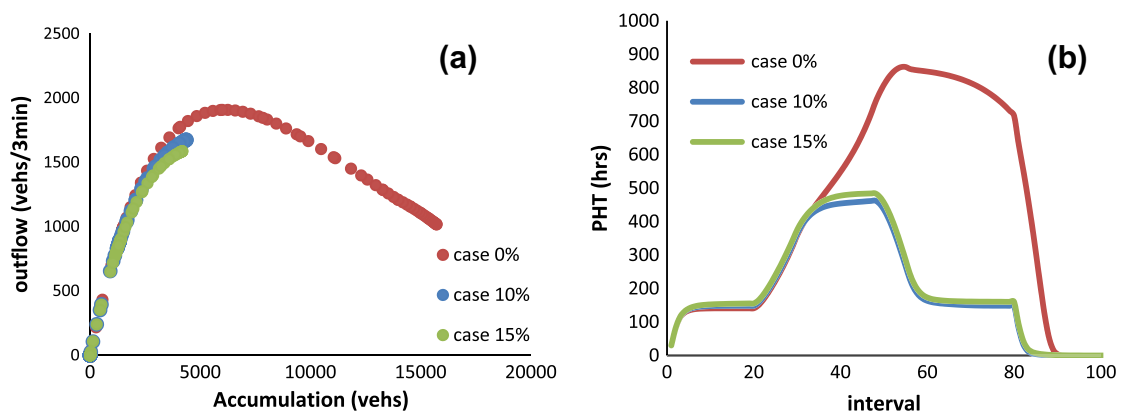 (a)
outflow (vehs/3min)
2500
2000
1500
1000
500
0
0 5000 10000 15000 20000
Accumulation (vehs)
case 0%
case 10%
case 15%
(b)
PHT (hrs)
1000
900
800
700
600
500
400
300
200
100
0
0 20 40 60 80 100
interval
case 0%
case 10%
case 15%